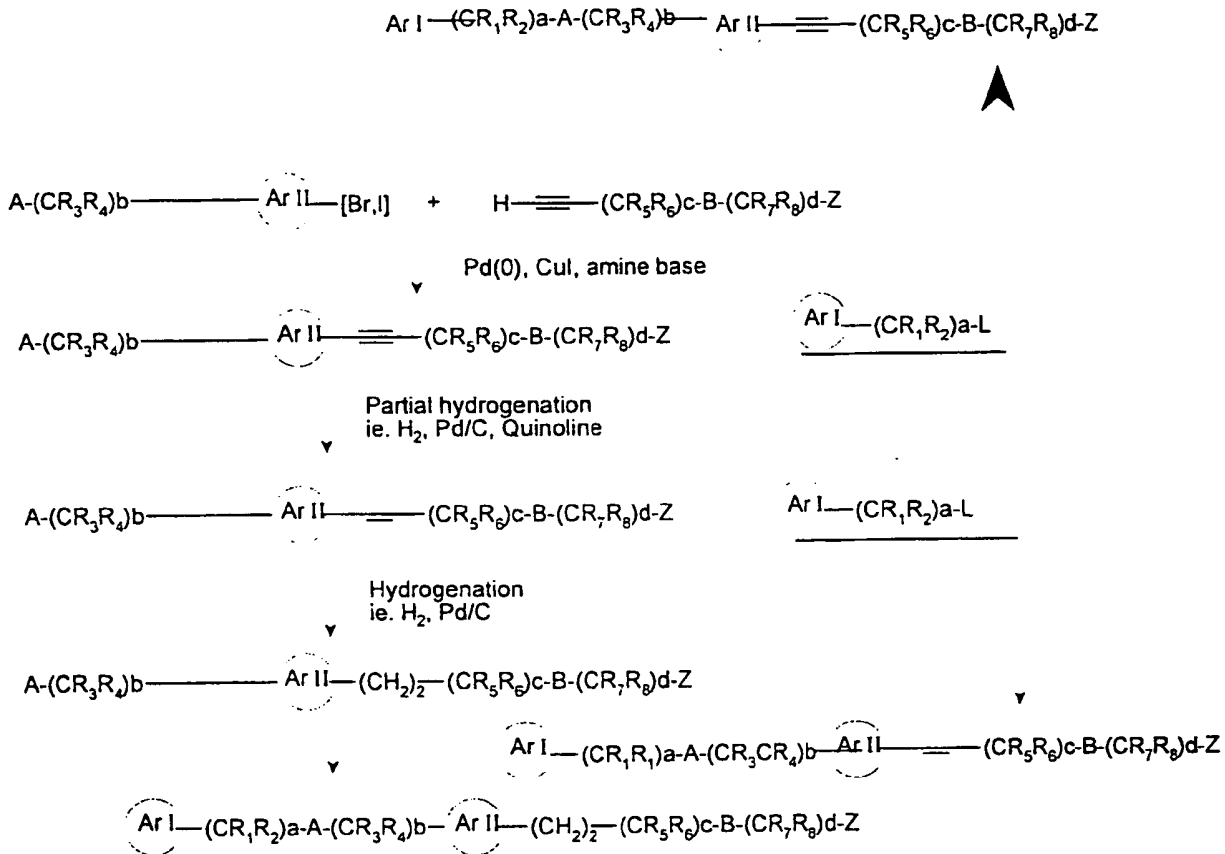 Ar I—(CR₁R₂)a-A-(CR₃R₄)b—Ar II—≡—(CR₅R₆)c-B-(CR₇R₈)d-Z
A-(CR₃R₄)b—Ar II—[Br,I] + H—≡—(CR₅R₆)c-B-(CR₇R₈)d-Z
Pd(0), CuI, amine base
A-(CR₃R₄)b—Ar II—≡—(CR₅R₆)c-B-(CR₇R₈)d-Z
Ar I—(CR₁R₂)a-L
Partial hydrogenation
ie. H₂, Pd/C, Quinoline
A-(CR₃R₄)b—Ar II—=—(CR₅R₆)c-B-(CR₇R₈)d-Z
Ar I—(CR₁R₂)a-L
Hydrogenation
ie. H₂, Pd/C
A-(CR₃R₄)b—Ar II—(CH₂)₂—(CR₅R₆)c-B-(CR₇R₈)d-Z
Ar I—(CR₁R₁)a-A-(CR₃CR₄)b—Ar II—=—(CR₅R₆)c-B-(CR₇R₈)d-Z
Ar I—(CR₁R₂)a-A-(CR₃R₄)b—Ar II—(CH₂)₂—(CR₅R₆)c-B-(CR₇R₈)d-Z